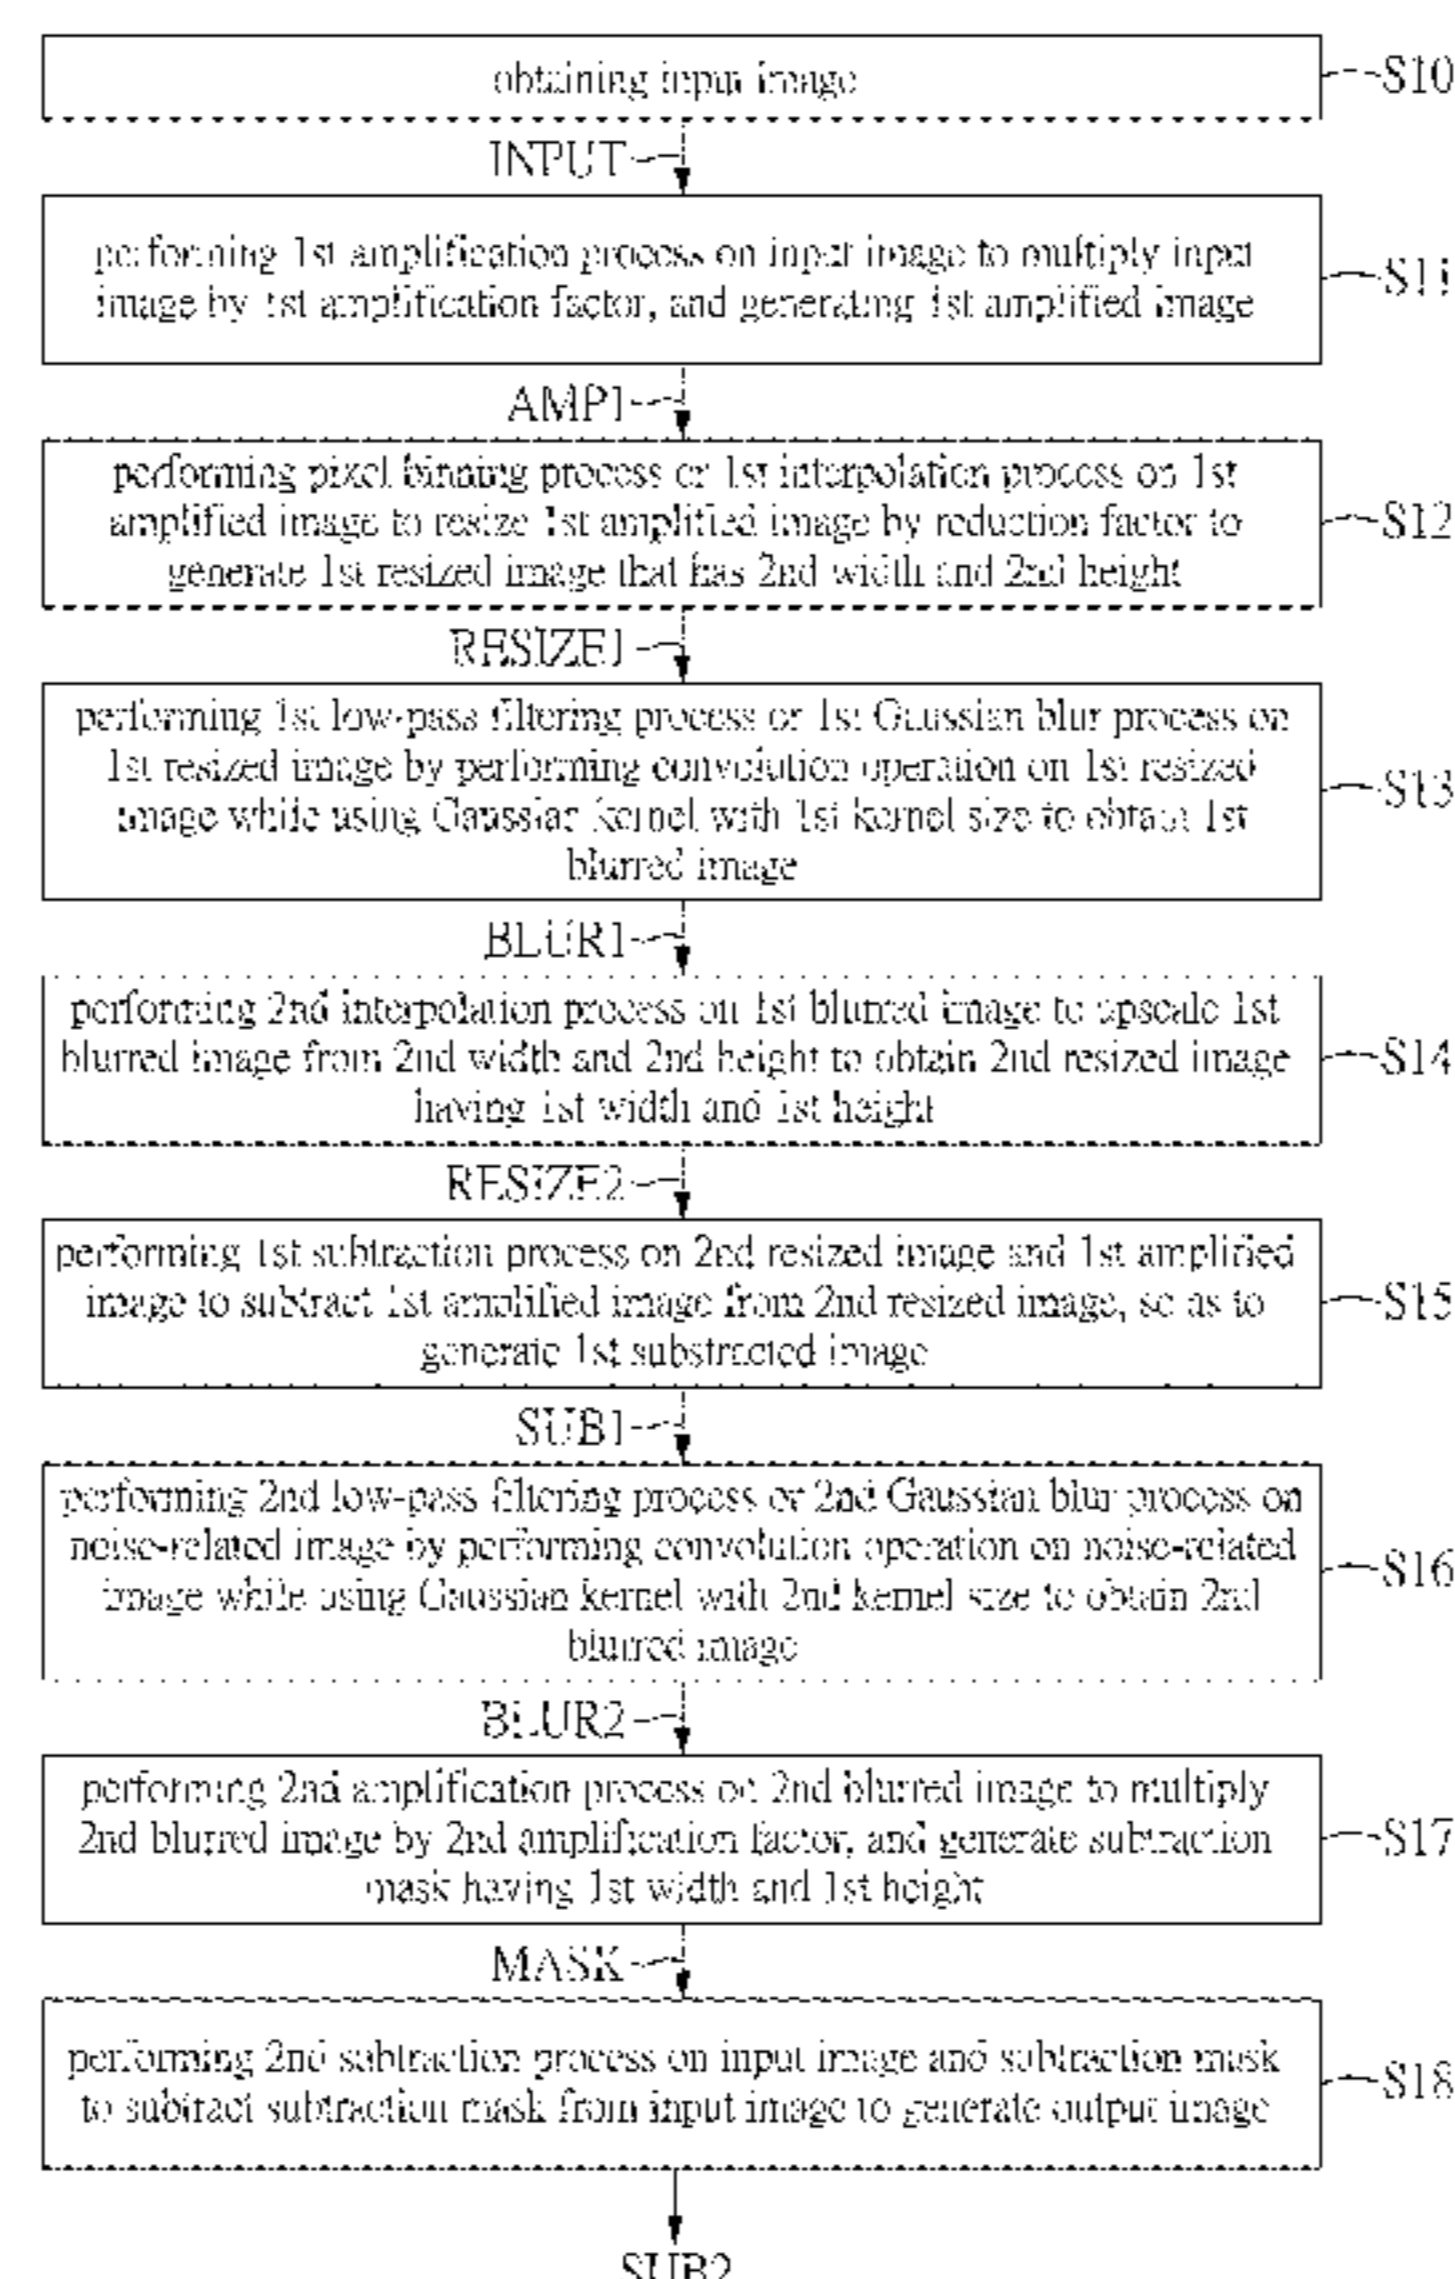 obtaining input image
S10
INPUT
performing 1st amplification process on input image to multiply input
image by 1st amplification factor, and generating 1st amplified image
S11
AMP1
performing pixel binning process or 1st interpolation process on 1st
amplified image to resize 1st amplified image by reduction factor to
generate 1st resized image that has 2nd width and 2nd height
S12
RESIZE1
performing 1st low-pass filtering process or 1st Gaussian blur process on
1st resized image by performing convolution operation on 1st resized
image while using Gaussian kernel with 1st kernel size to obtain 1st
blurred image
S13
BLUR1
performing 2nd interpolation process on 1st blurred image to upscale 1st
blurred image from 2nd width and 2nd height to obtain 2nd resized image
having 1st width and 1st height
S14
RESIZE2
performing 1st subtraction process on 2nd resized image and 1st amplified
image to subtract 1st amplified image from 2nd resized image, so as to
generate 1st substracted image
S15
SUB1
performing 2nd low-pass filtering process or 2nd Gaussian blur process on
noise-related image by performing convolution operation on noise-related
image while using Gaussian kernel with 2nd kernel size to obtain 2nd
blurred image
S16
BLUR2
performing 2nd amplification process on 2nd blurred image to multiply
2nd blurred image by 2nd amplification factor, and generate subtraction
mask having 1st width and 1st height
S17
MASK
performing 2nd subtraction process on input image and subtraction mask
to subtract subtraction mask from input image to generate output image
S18
SUB2